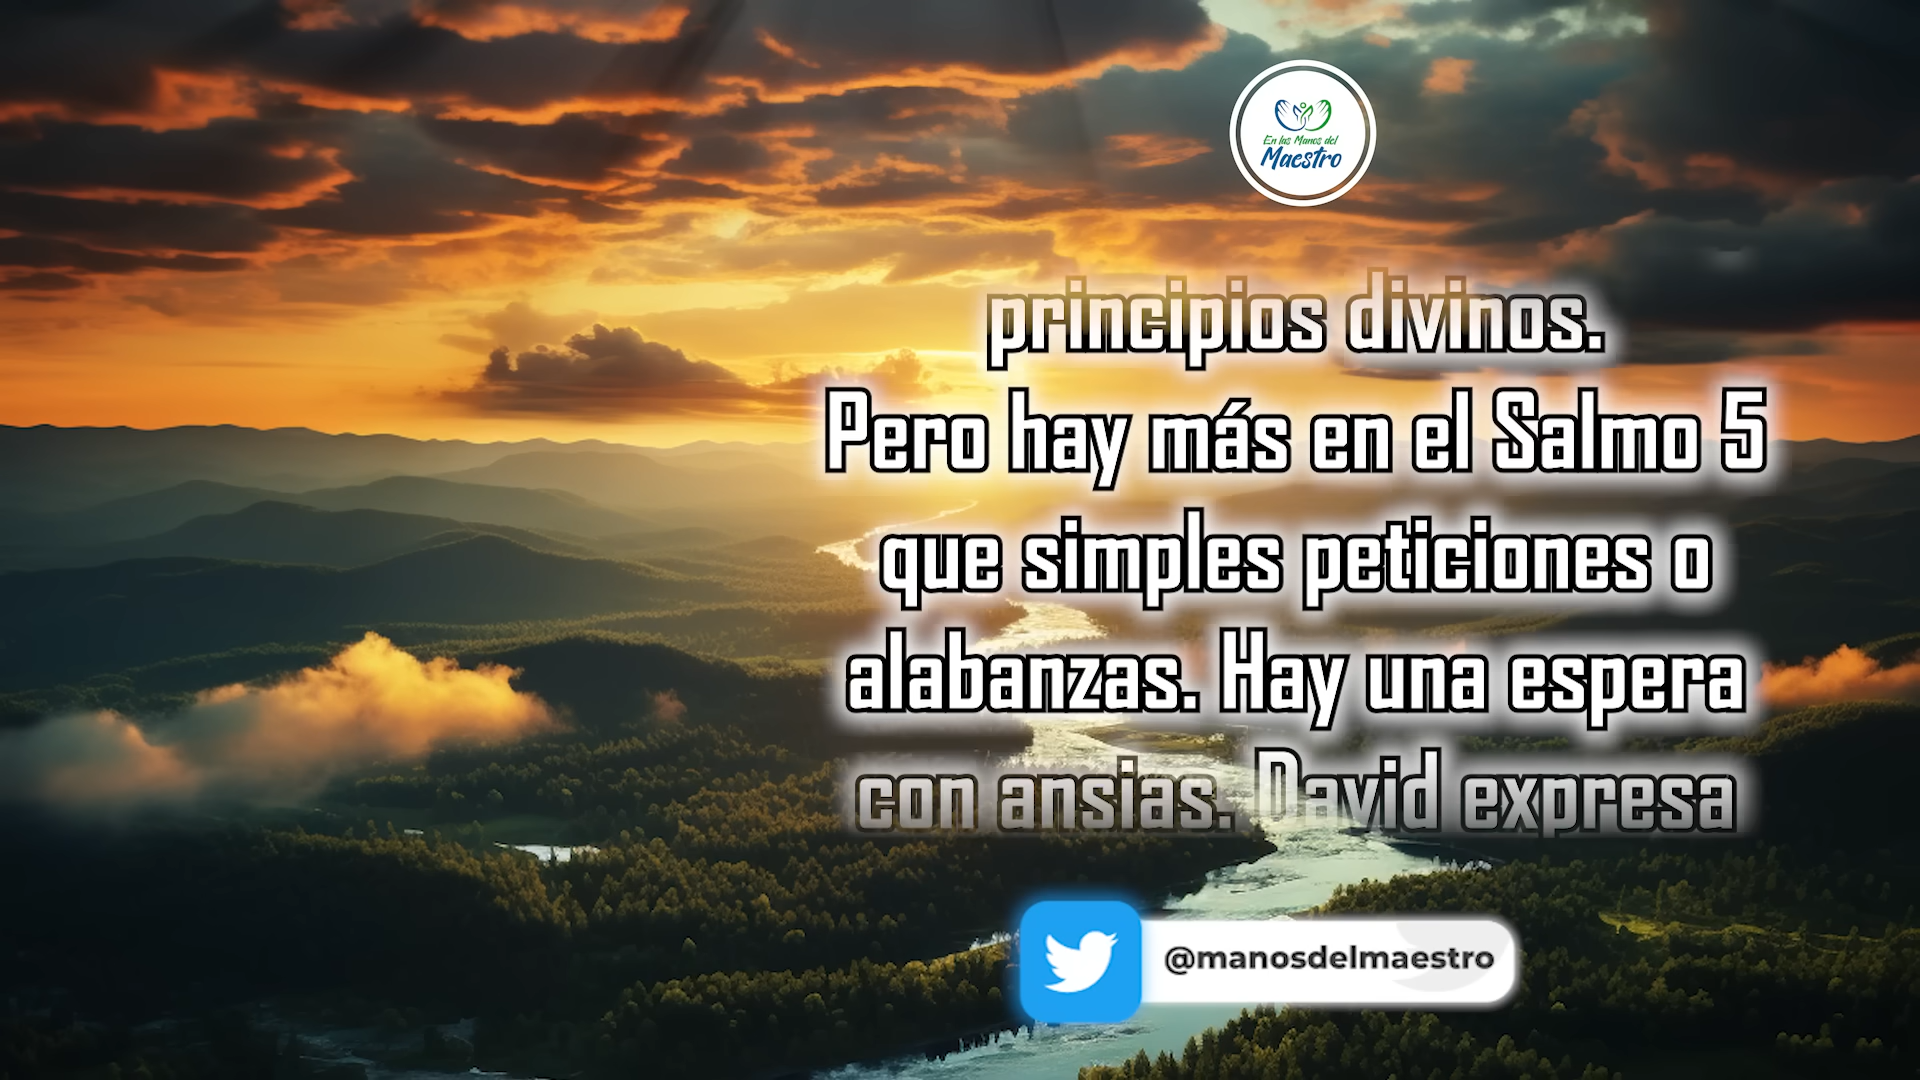 En las Manos del
Maestro
principios divinos.
Pero hay más en el Salmo 5
que simples peticiones o
alabanzas. Hay una espera
con ansias. David expresa
@manosdelmaestro